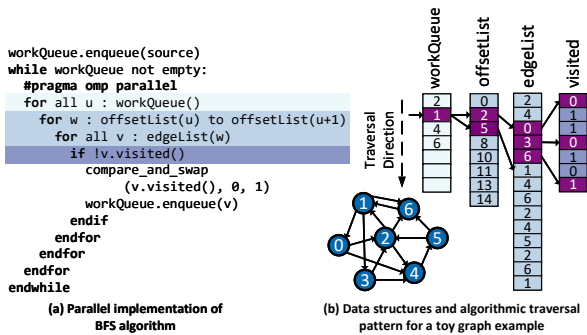 workQueue.enqueue(source)
while workQueue not empty:
#pragma omp parallel
for all u : workQueue()
for w : offsetList(u) to offsetList(u+1)
for all v : edgeList(w)
if !v.visited()
compare_and_swap
(v.visited(), 0, 1)
workQueue.enqueue(v)
endif
endfor
endfor
endfor
endwhile
(a) Parallel implementation of
BFS algorithm
Traversal
Direction
workQueue
2
1
4
6
offsetList
0
2
5
8
10
11
13
14
edgeList
2
4
0
3
6
1
4
6
2
4
5
2
6
1
visited
0
1
1
0
1
0
1
1
6
0
2
5
3
4
(b) Data structures and algorithmic traversal
pattern for a toy graph example